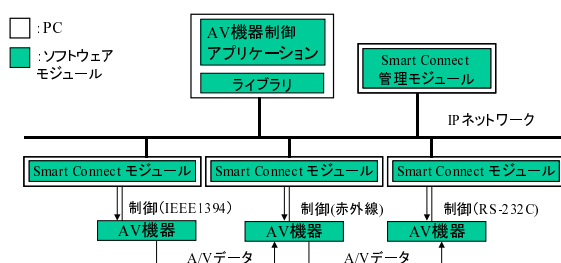 :PC
:ソフトウェア
モジュール
AV機器制御
アプリケーション
ライブラリ
Smart Connect
管理モジュール
IPネットワーク
Smart Connect モジュール
Smart Connect モジュール
Smart Connect モジュール
制御(IEEE1394)
制御(赤外線)
制御(RS-232C)
AV機器
AV機器
AV機器
A/Vデータ
A/Vデータ